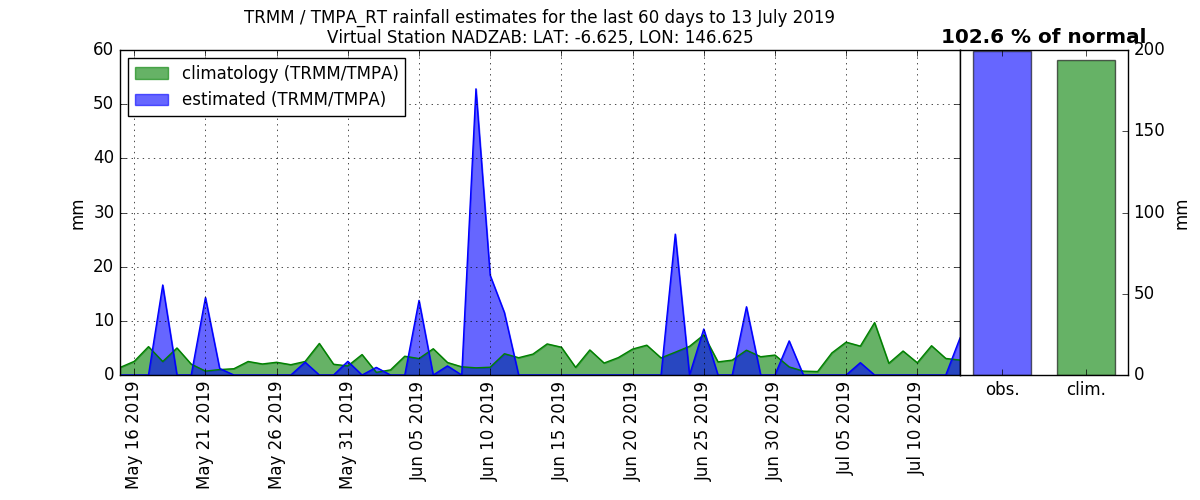 TRMM / TMPA_RT rainfall estimates for the last 60 days to 13 July 2019
Virtual Station NADZAB: LAT: -6.625, LON: 146.625
102.6 % of normal
climatology (TRMM/TMPA)
estimated (TRMM/TMPA)
60
50
40
30
20
10
0
mm
May 16 2019
May 21 2019
May 26 2019
May 31 2019
Jun 05 2019
Jun 10 2019
Jun 15 2019
Jun 20 2019
Jun 25 2019
Jun 30 2019
Jul 05 2019
Jul 10 2019
obs.
clim.
200
150
100
50
0
mm